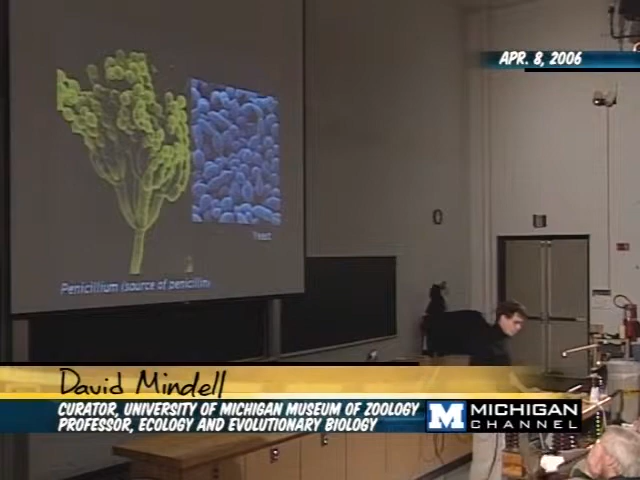 APR. 8, 2006
Yeast
Penicillium (source of penicillin)
David Mindell
CURATOR, UNIVERSITY OF MICHIGAN MUSEUM OF ZOOLOGY
PROFESSOR, ECOLOGY AND EVOLUTIONARY BIOLOGY
M MICHIGAN
CHANNEL